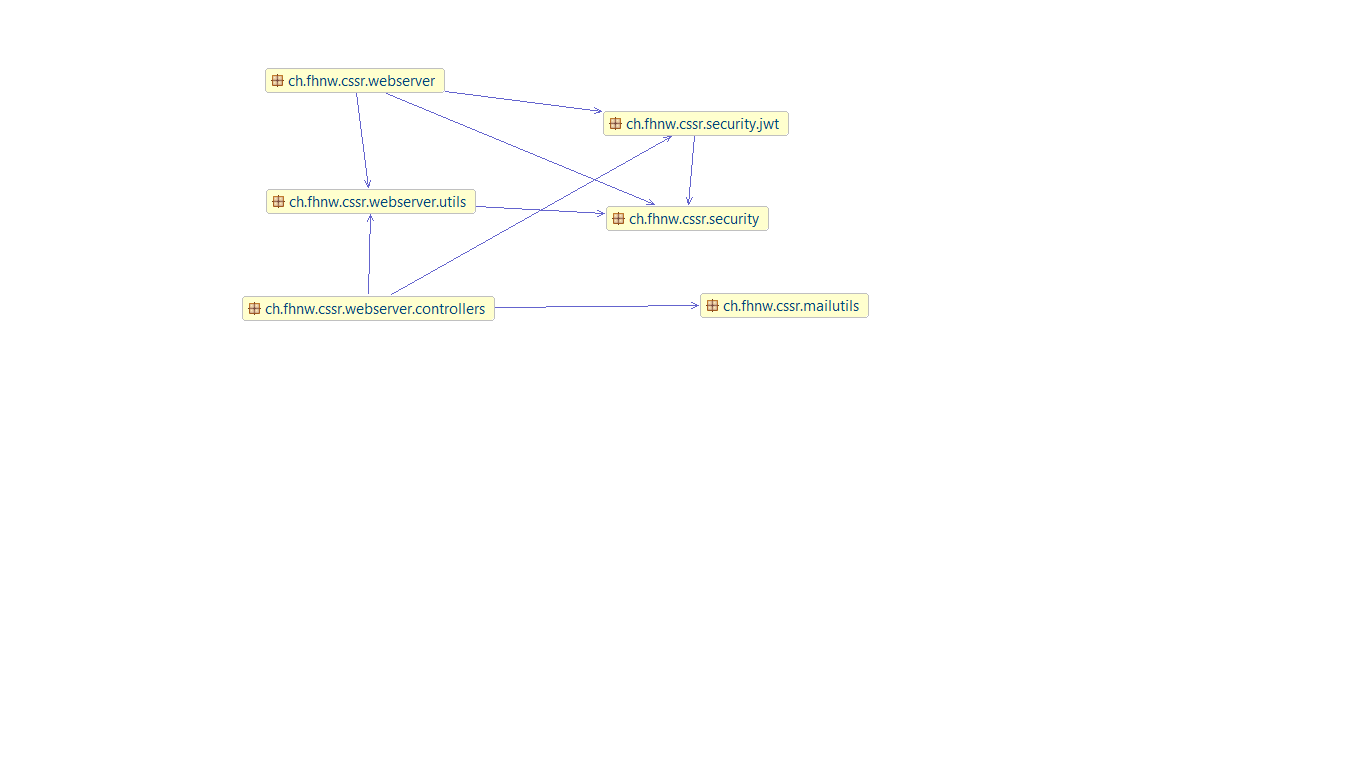 ch.fhnw.cssr.webserver
ch.fhnw.cssr.security.jwt
ch.fhnw.cssr.webserver.utils
ch.fhnw.cssr.security
ch.fhnw.cssr.webserver.controllers
ch.fhnw.cssr.mailutils